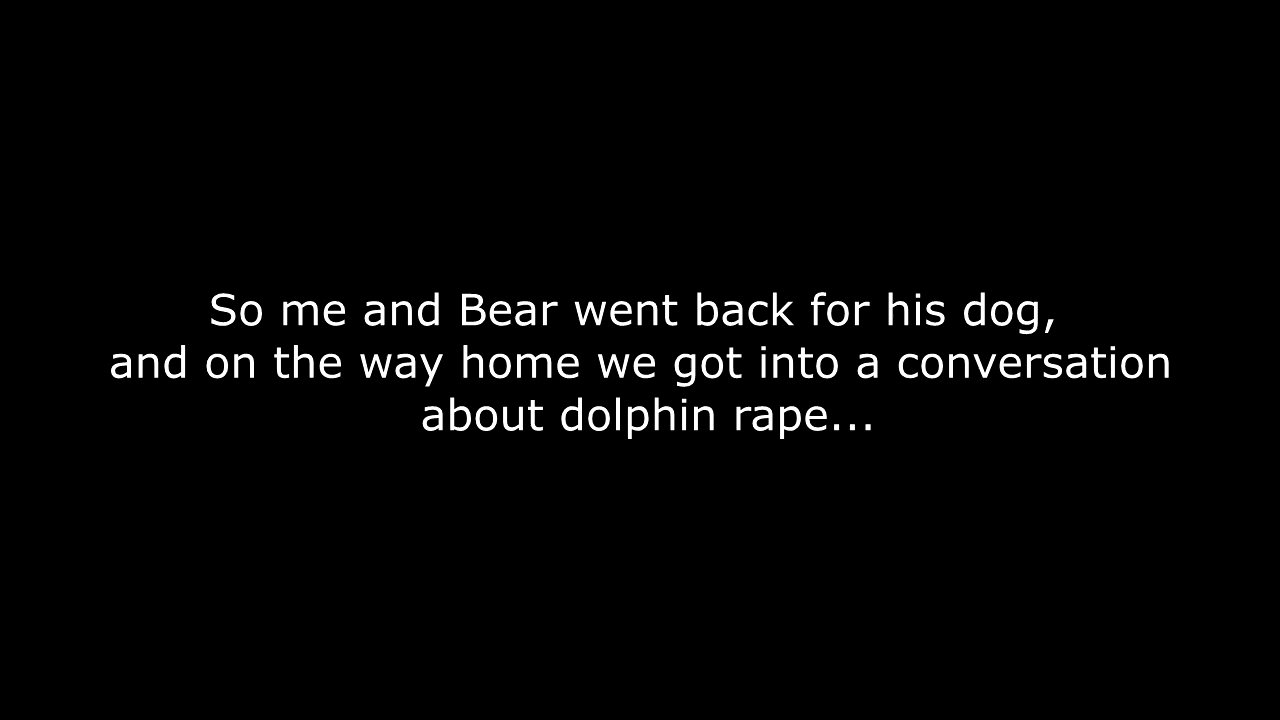 So me and Bear went back for his dog,
and on the way home we got into a conversation
about dolphin rape...